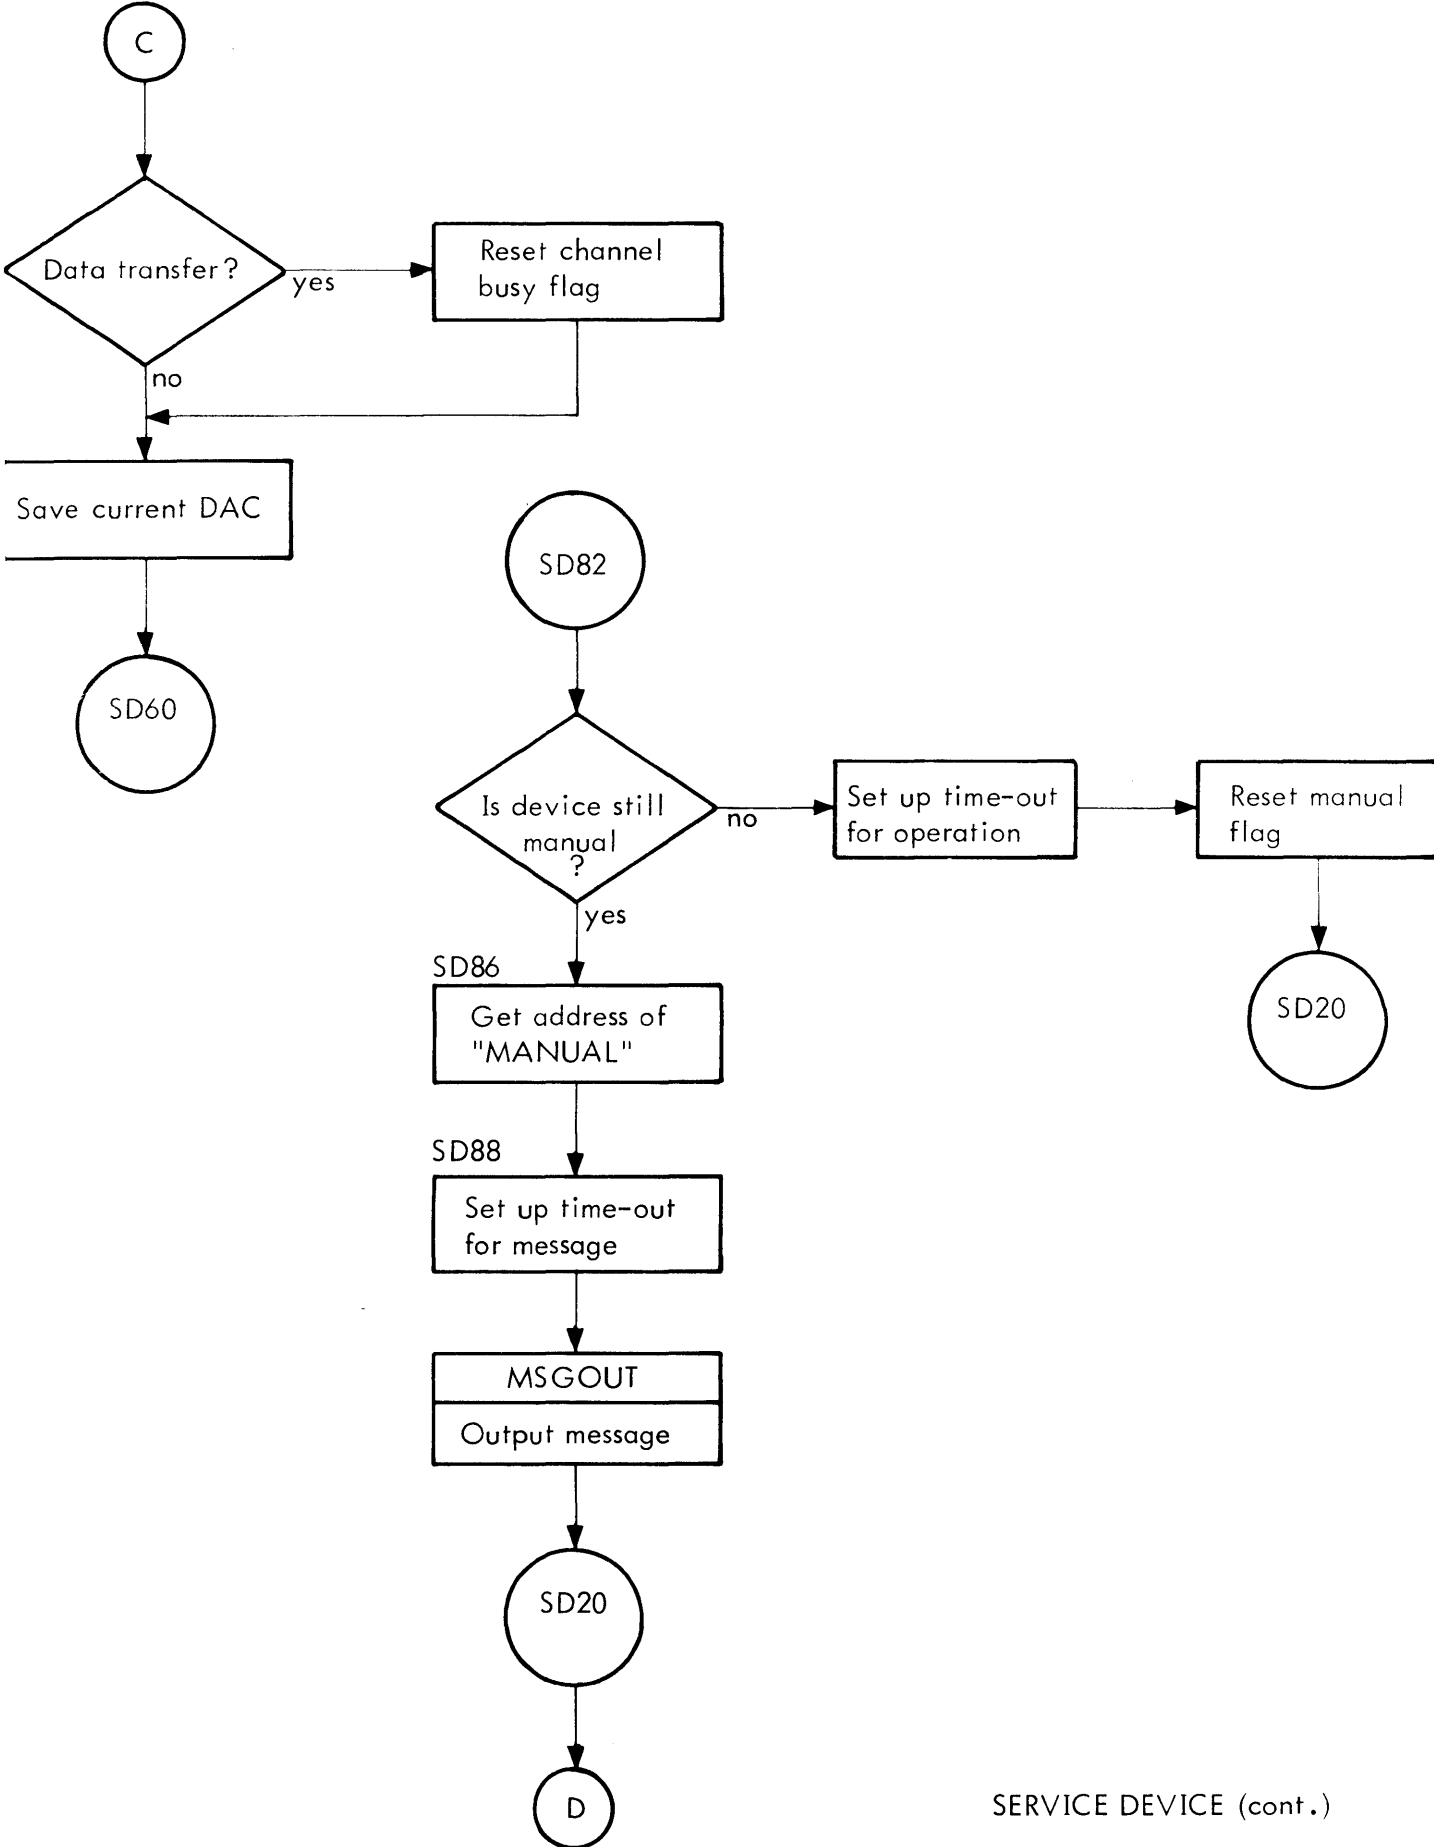 C
Data transfer?
yes
Reset channel
busy flag
no
Save current DAC
SD60
SD82
Is device still
manual
?
no
Set up time-out
for operation
Reset manual
flag
SD20
yes
SD86
Get address of
"MANUAL"
SD88
Set up time-out
for message
MSGOUT
Output message
SD20
D
SERVICE DEVICE (cont.)